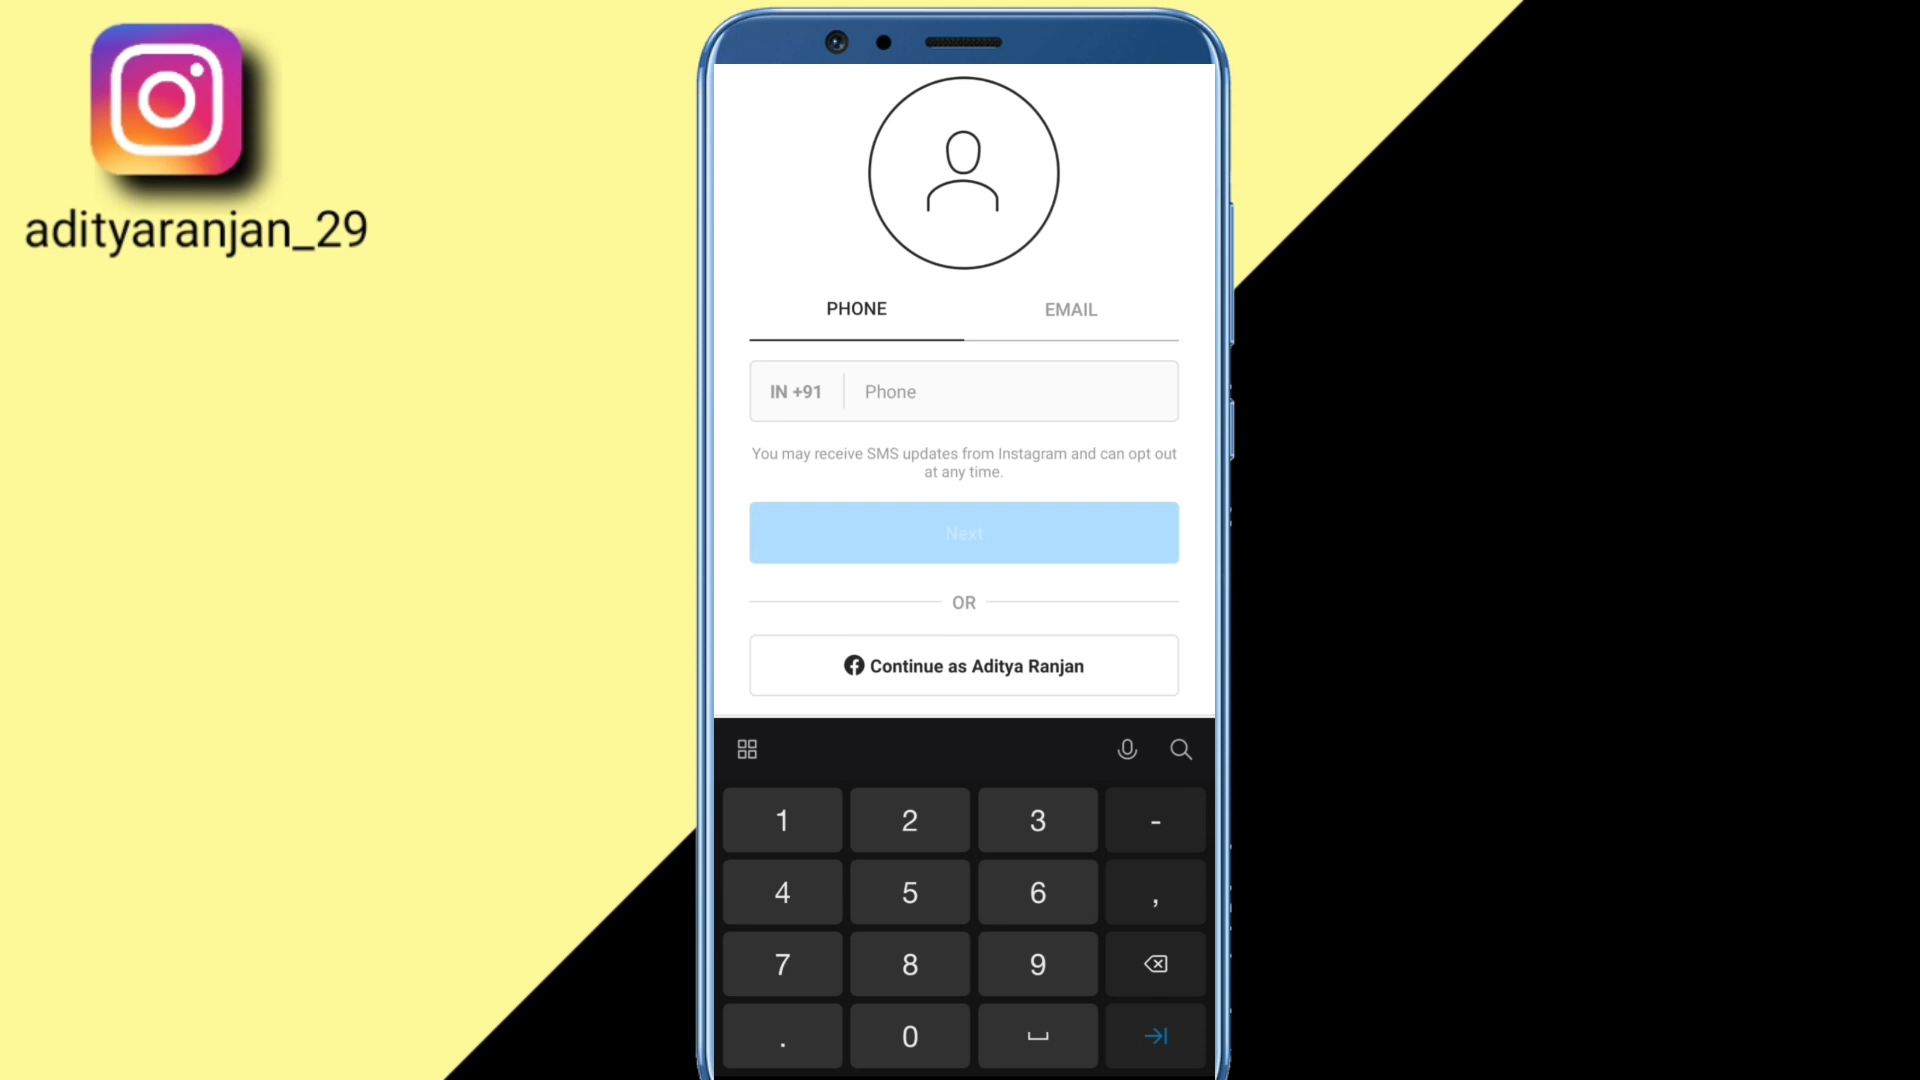 adityaranjan_29
PHONE
EMAIL
IN +91
Phone
You may receive SMS updates from Instagram and can opt out
at any time.
Next
OR
Continue as Aditya Ranjan
1 2 3 -
4 5 6 ,
7 8 9
. 0